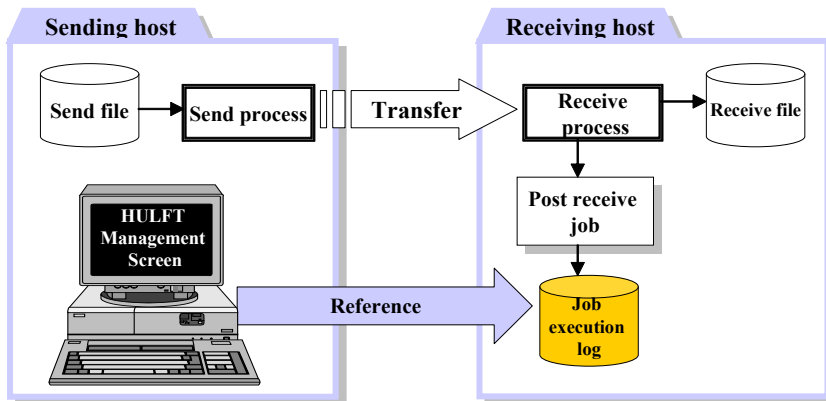 Sending host
Receiving host
Send file
Send process
Transfer
Receive
process
Receive file
Post receive
job
HULFT
Management
Screen
Reference
Job
execution
log